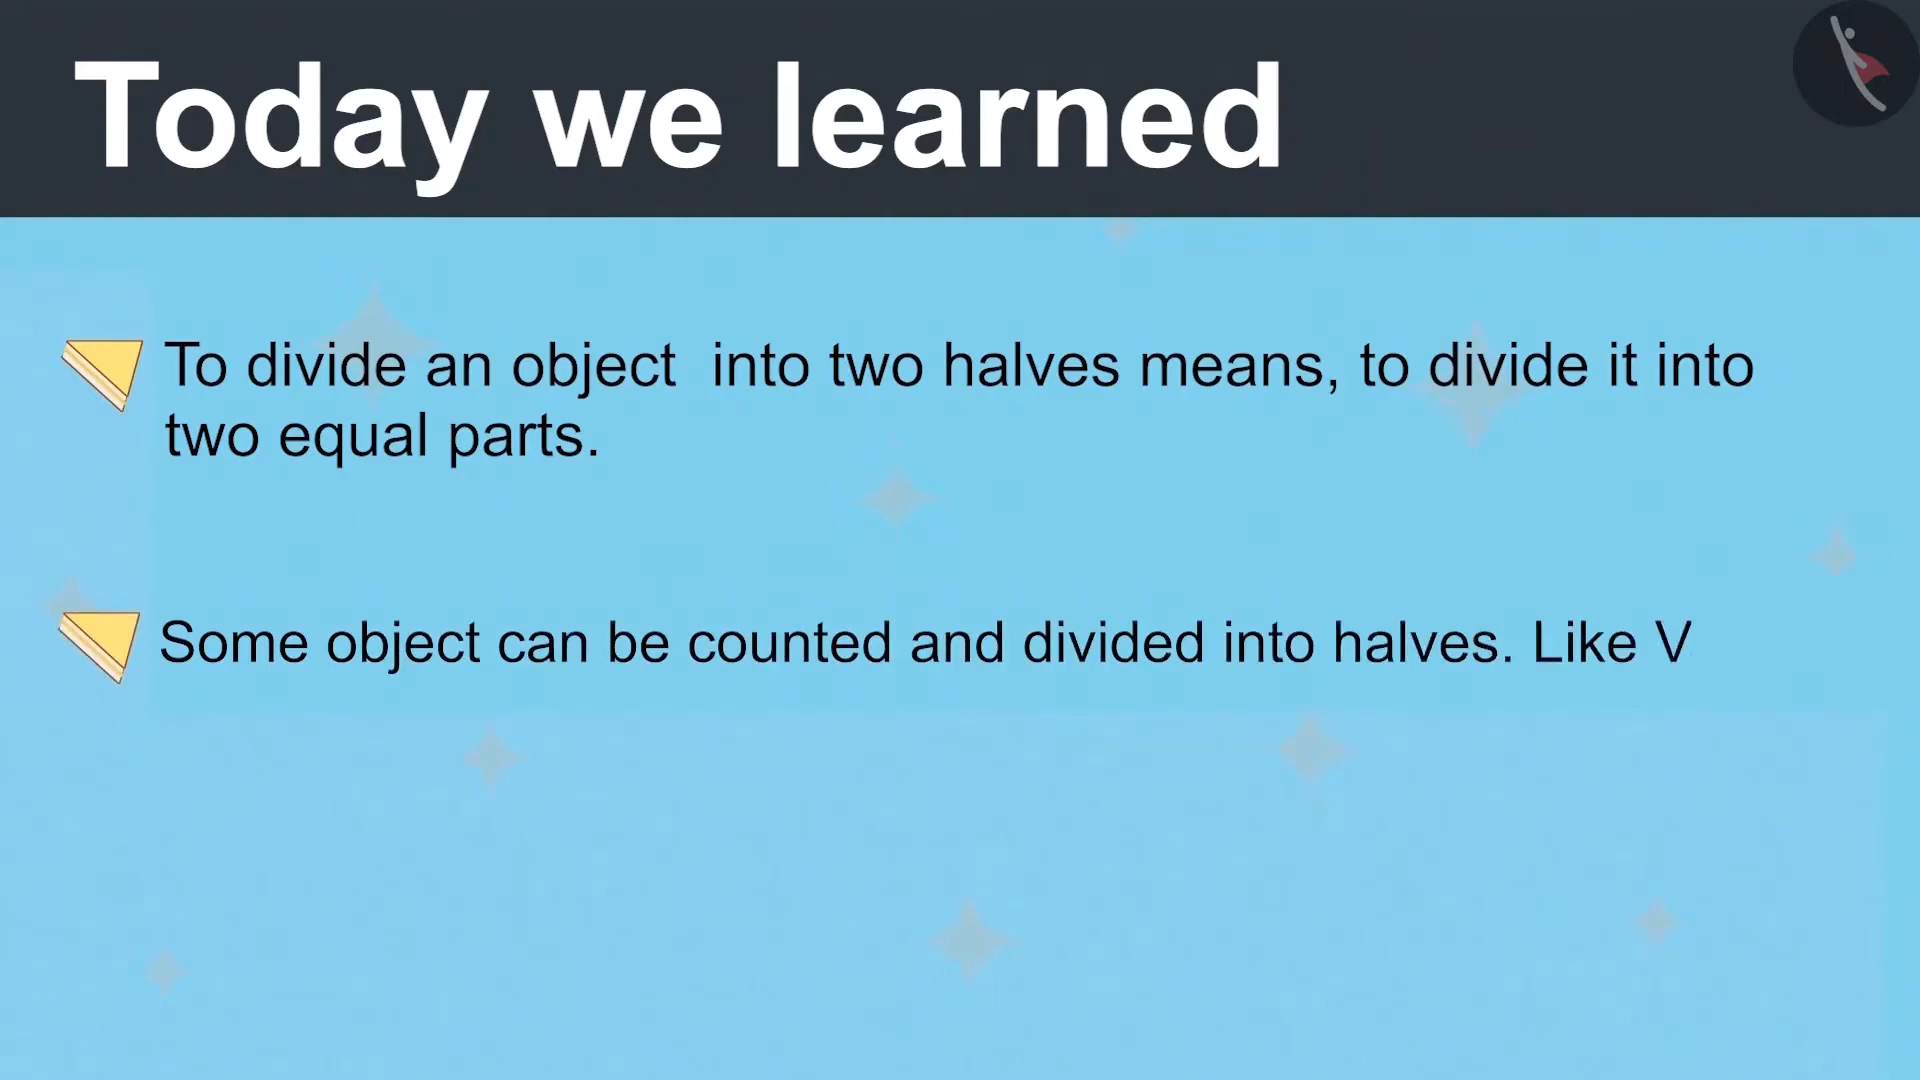 Today we learned
To divide an object  into two halves means, to divide it into
two equal parts.
Some object can be counted and divided into halves. Like V